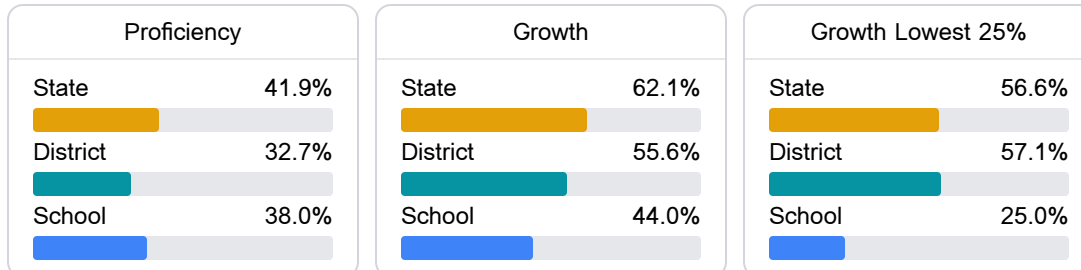 Proficiency
State 41.9%
District 32.7%
School 38.0%
Growth
State 62.1%
District 55.6%
School 44.0%
Growth Lowest 25%
State 56.6%
District 57.1%
School 25.0%